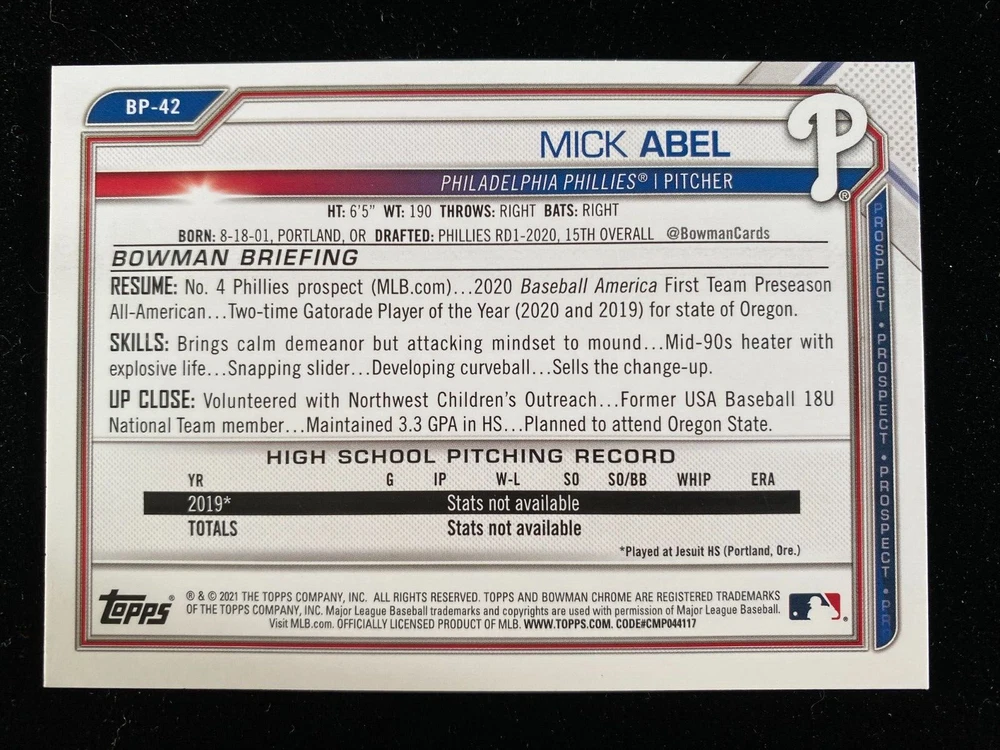 BP-42
MICK ABEL
P
®
PHILADELPHIA PHILLIES® | PITCHER
HT: 6'5" WT: 190 THROWS: RIGHT BATS: RIGHT
BORN: 8-18-01, PORTLAND, OR DRAFTED: PHILLIES RD1-2020, 15TH OVERALL @BowmanCards
BOWMAN BRIEFING
RESUME: No. 4 Phillies prospect (MLB.com)...2020 Baseball America First Team Preseason
All-American...Two-time Gatorade Player of the Year (2020 and 2019) for state of Oregon.
SKILLS: Brings calm demeanor but attacking mindset to mound...Mid-90s heater with
explosive life...Snapping slider...Developing curveball...Sells the change-up.
UP CLOSE: Volunteered with Northwest Children's Outreach...Former USA Baseball 18U
National Team member...Maintained 3.3 GPA in HS...Planned to attend Oregon State.
HIGH SCHOOL PITCHING RECORD
YR G IP W-L SO SO/BB WHIP ERA
2019* Stats not available
TOTALS Stats not available
*Played at Jesuit HS (Portland, Ore.)
Topps®
® & © 2021 THE TOPPS COMPANY, INC. ALL RIGHTS RESERVED. TOPPS AND BOWMAN CHROME ARE REGISTERED TRADEMARKS
OF THE TOPPS COMPANY, INC. Major League Baseball trademarks and copyrights are used with permission of Major League Baseball.
Visit MLB.com. OFFICIALLY LICENSED PRODUCT OF MLB. WWW.TOPPS.COM. CODE#CMP044117
®
PROSPECT • PROSPECT • PROSPECT • PR